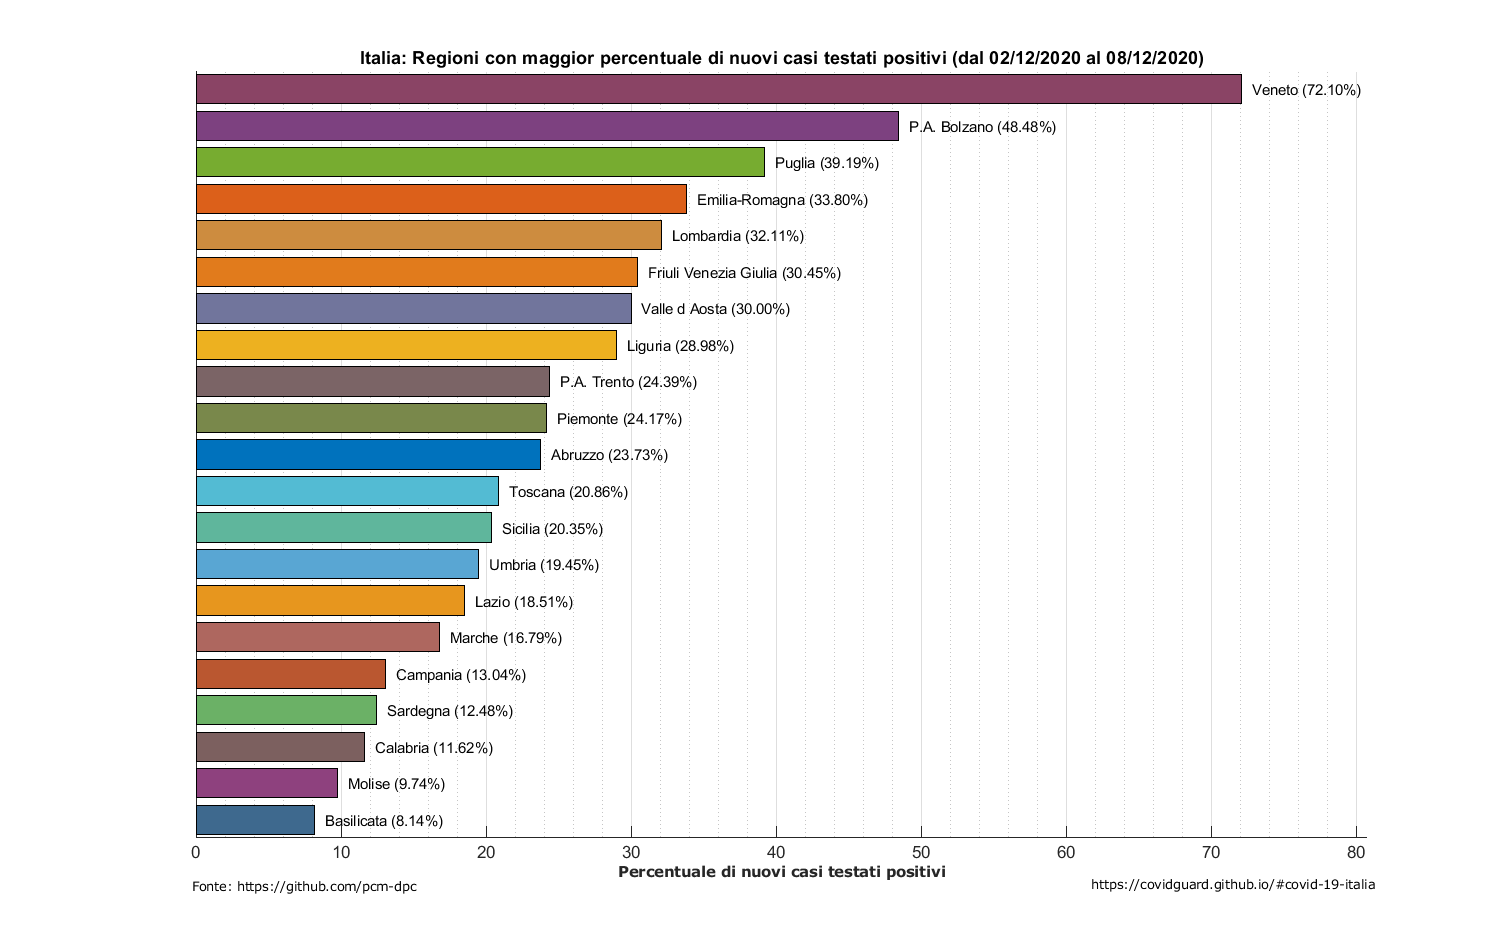 Italia: Regioni con maggior percentuale di nuovi casi testati positivi (dal 02/12/2020 al 08/12/2020)
Veneto (72.10%)
P.A. Bolzano (48.48%)
Puglia (39.19%)
Emilia-Romagna (33.80%)
Lombardia (32.11%)
Friuli Venezia Giulia (30.45%)
Valle d Aosta (30.00%)
Liguria (28.98%)
P.A. Trento (24.39%)
Piemonte (24.17%)
Abruzzo (23.73%)
Toscana (20.86%)
Sicilia (20.35%)
Umbria (19.45%)
Lazio (18.51%)
Marche (16.79%)
Campania (13.04%)
Sardegna (12.48%)
Calabria (11.62%)
Molise (9.74%)
Basilicata (8.14%)
0 10 20 30 40 50 60 70 80
Percentuale di nuovi casi testati positivi
Fonte: https://github.com/pcm-dpc
https://covidguard.github.io/#covid-19-italia